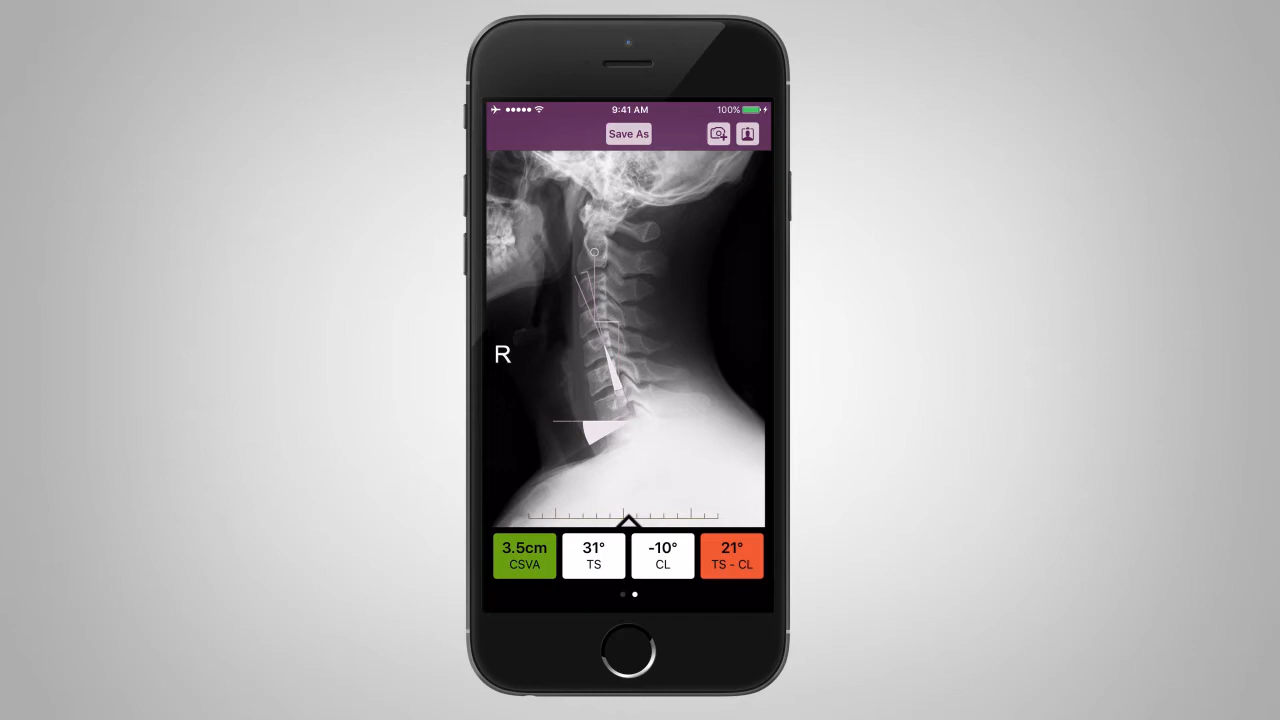 9:41 AM
100%
Save As
R
3.5cm
CSVA
31°
TS
-10°
CL
21°
TS - CL